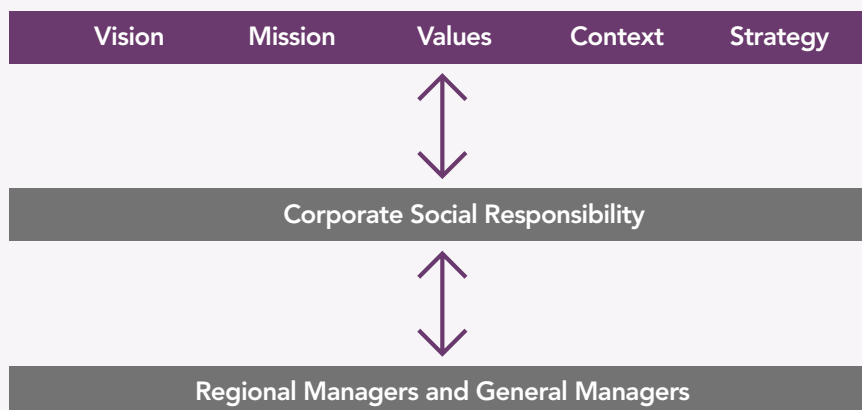 Vision Mission Values Context Strategy
Corporate Social Responsibility
Regional Managers and General Managers